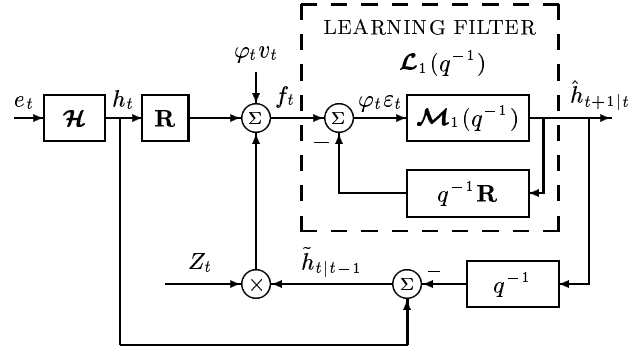 LEARNING FILTER
𝓛₁(q⁻¹)
φₜvₜ
eₜ
𝓗
hₜ
R
Σ
fₜ
Σ
−
φₜεₜ
𝓜₁(q⁻¹)
ĥₜ₊₁|ₜ
q⁻¹R
Zₜ
×
h̃ₜ|ₜ₋₁
Σ
−
q⁻¹